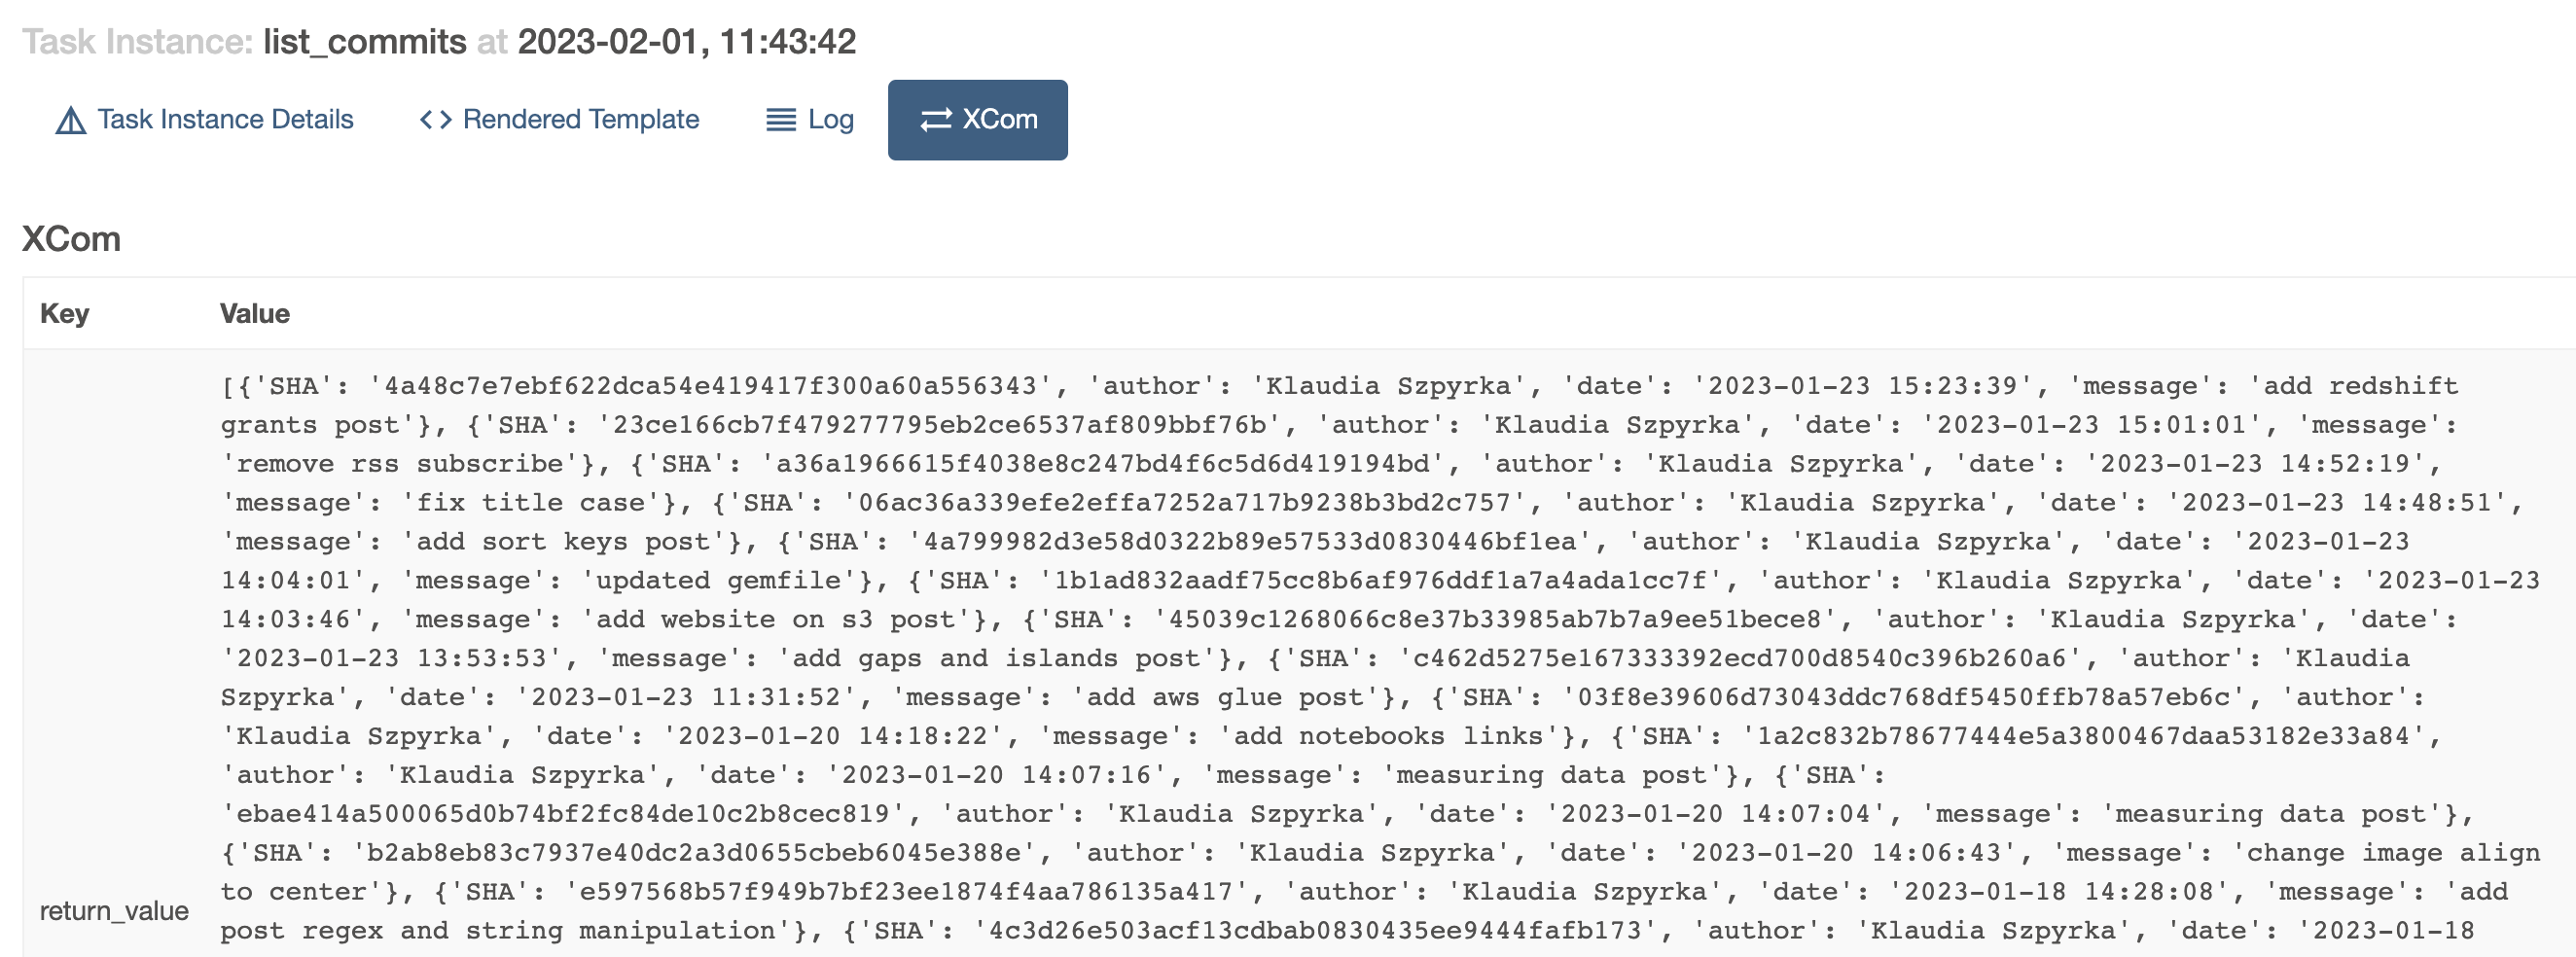 Task Instance: list_commits at 2023-02-01, 11:43:42
Task Instance Details
Rendered Template
Log
XCom
XCom
Key Value
[{'SHA': '4a48c7e7ebf622dca54e419417f300a60a556343', 'author': 'Klaudia Szpyrka', 'date': '2023-01-23 15:23:39', 'message': 'add redshift
grants post'}, {'SHA': '23ce166cb7f479277795eb2ce6537af809bbf76b', 'author': 'Klaudia Szpyrka', 'date': '2023-01-23 15:01:01', 'message':
'remove rss subscribe'}, {'SHA': 'a36a1966615f4038e8c247bd4f6c5d6d419194bd', 'author': 'Klaudia Szpyrka', 'date': '2023-01-23 14:52:19',
'message': 'fix title case'}, {'SHA': '06ac36a339efe2effa7252a717b9238b3bd2c757', 'author': 'Klaudia Szpyrka', 'date': '2023-01-23 14:48:51',
'message': 'add sort keys post'}, {'SHA': '4a799982d3e58d0322b89e57533d0830446bf1ea', 'author': 'Klaudia Szpyrka', 'date': '2023-01-23
14:04:01', 'message': 'updated gemfile'}, {'SHA': '1b1ad832aadf75cc8b6af976ddf1a7a4ada1cc7f', 'author': 'Klaudia Szpyrka', 'date': '2023-01-23
14:03:46', 'message': 'add website on s3 post'}, {'SHA': '45039c1268066c8e37b33985ab7b7a9ee51bece8', 'author': 'Klaudia Szpyrka', 'date':
'2023-01-23 13:53:53', 'message': 'add gaps and islands post'}, {'SHA': 'c462d5275e167333392ecd700d8540c396b260a6', 'author': 'Klaudia
Szpyrka', 'date': '2023-01-23 11:31:52', 'message': 'add aws glue post'}, {'SHA': '03f8e39606d73043ddc768df5450ffb78a57eb6c', 'author':
'Klaudia Szpyrka', 'date': '2023-01-20 14:18:22', 'message': 'add notebooks links'}, {'SHA': '1a2c832b78677444e5a3800467daa53182e33a84',
'author': 'Klaudia Szpyrka', 'date': '2023-01-20 14:07:16', 'message': 'measuring data post'}, {'SHA':
'ebae414a500065d0b74bf2fc84de10c2b8cec819', 'author': 'Klaudia Szpyrka', 'date': '2023-01-20 14:07:04', 'message': 'measuring data post'},
{'SHA': 'b2ab8eb83c7937e40dc2a3d0655cbeb6045e388e', 'author': 'Klaudia Szpyrka', 'date': '2023-01-20 14:06:43', 'message': 'change image align
to center'}, {'SHA': 'e597568b57f949b7bf23ee1874f4aa786135a417', 'author': 'Klaudia Szpyrka', 'date': '2023-01-18 14:28:08', 'message': 'add
return_value
post regex and string manipulation'}, {'SHA': '4c3d26e503acf13cdbab0830435ee9444fafb173', 'author': 'Klaudia Szpyrka', 'date': '2023-01-18